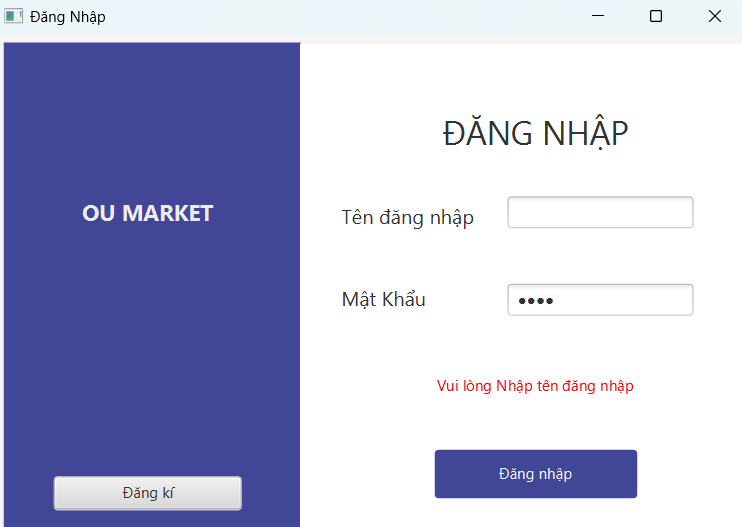 Đăng Nhập
OU MARKET
Đăng kí
ĐĂNG NHẬP
Tên đăng nhập
Mật Khẩu
••••
Vui lòng Nhập tên đăng nhập
Đăng nhập